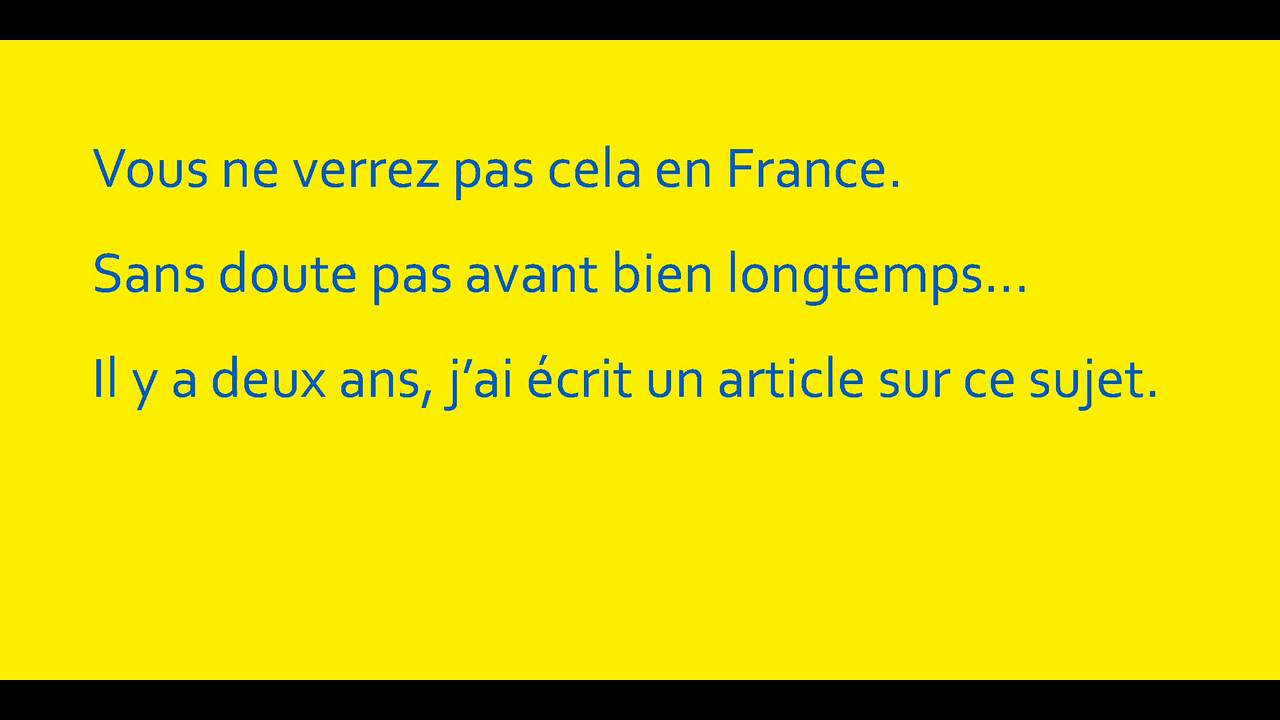 Vous ne verrez pas cela en France.
Sans doute pas avant bien longtemps...
Il y a deux ans, j’ai écrit un article sur ce sujet.